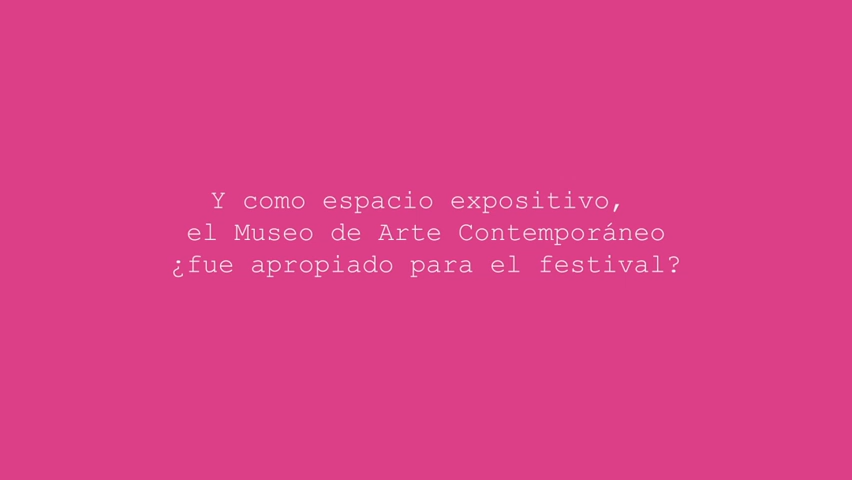 Y como espacio expositivo,
el Museo de Arte Contemporáneo
¿fue apropiado para el festival?